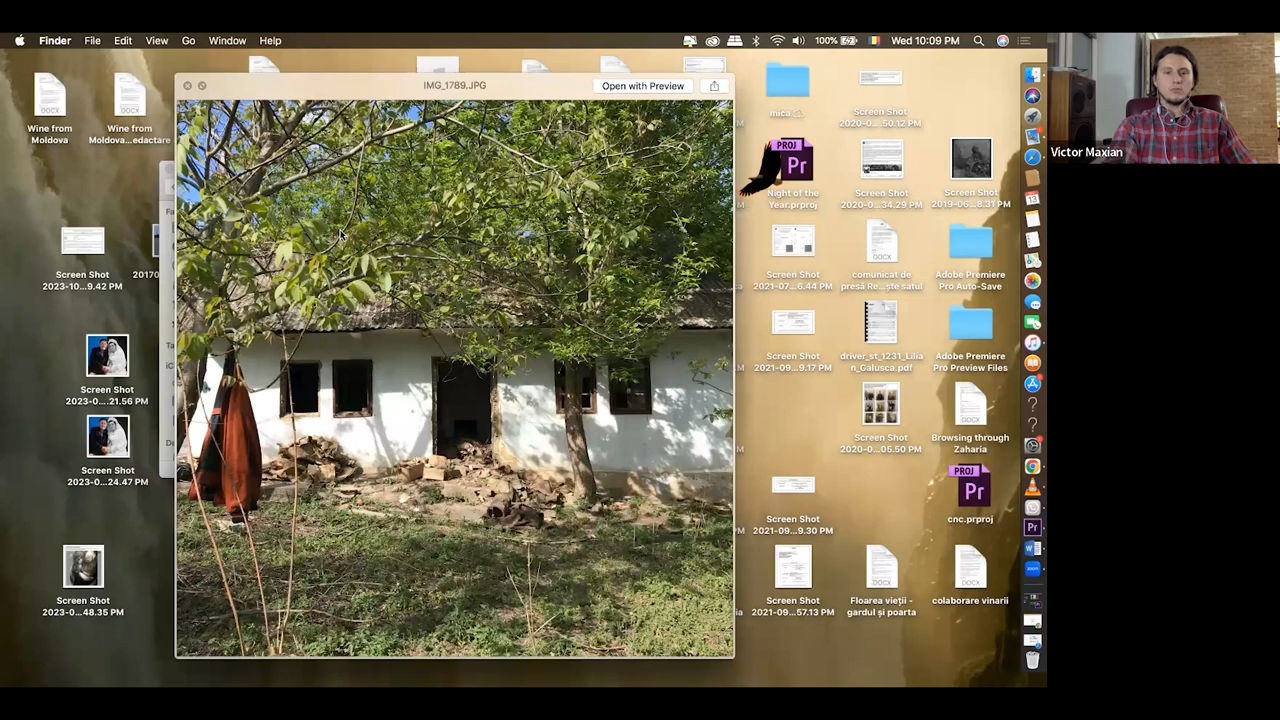 Finder File Edit View Go Window Help
100% Wed 10:09 PM
IMG_1789.JPG
Open with Preview
Victor Maxian
DOCX
Wine from
Moldova
DOCX
Wine from
Moldova...edactare
Screen Shot
2023-10...9.42 PM
Screen Shot
2023-0....21.56 PM
Screen Shot
2023-0...24.47 PM
Screen Shot
2023-0...48.35 PM
mica
Screen Shot
2020-0....50.12 PM
PROJ
Pr
Night of the
Year.prproj
Screen Shot
2020-0...34.29 PM
Screen Shot
2019-06...8.31 PM
Screen Shot
2021-07...6.44 PM
DOCX
comunicat de
presă Re...ște satul
Adobe Premiere
Pro Auto-Save
Screen Shot
2021-09...9.17 PM
driver_st_1231_Lilia
n_Galusca.pdf
Adobe Premiere
Pro Preview Files
Screen Shot
2020-0...05.50 PM
DOCX
Browsing through
Zaharia
Screen Shot
2021-09...9.30 PM
PROJ
Pr
cnc.prproj
Screen Shot
2021-09...57.13 PM
DOCX
Floarea vieții -
gardul și poarta
DOCX
colaborare vinarii